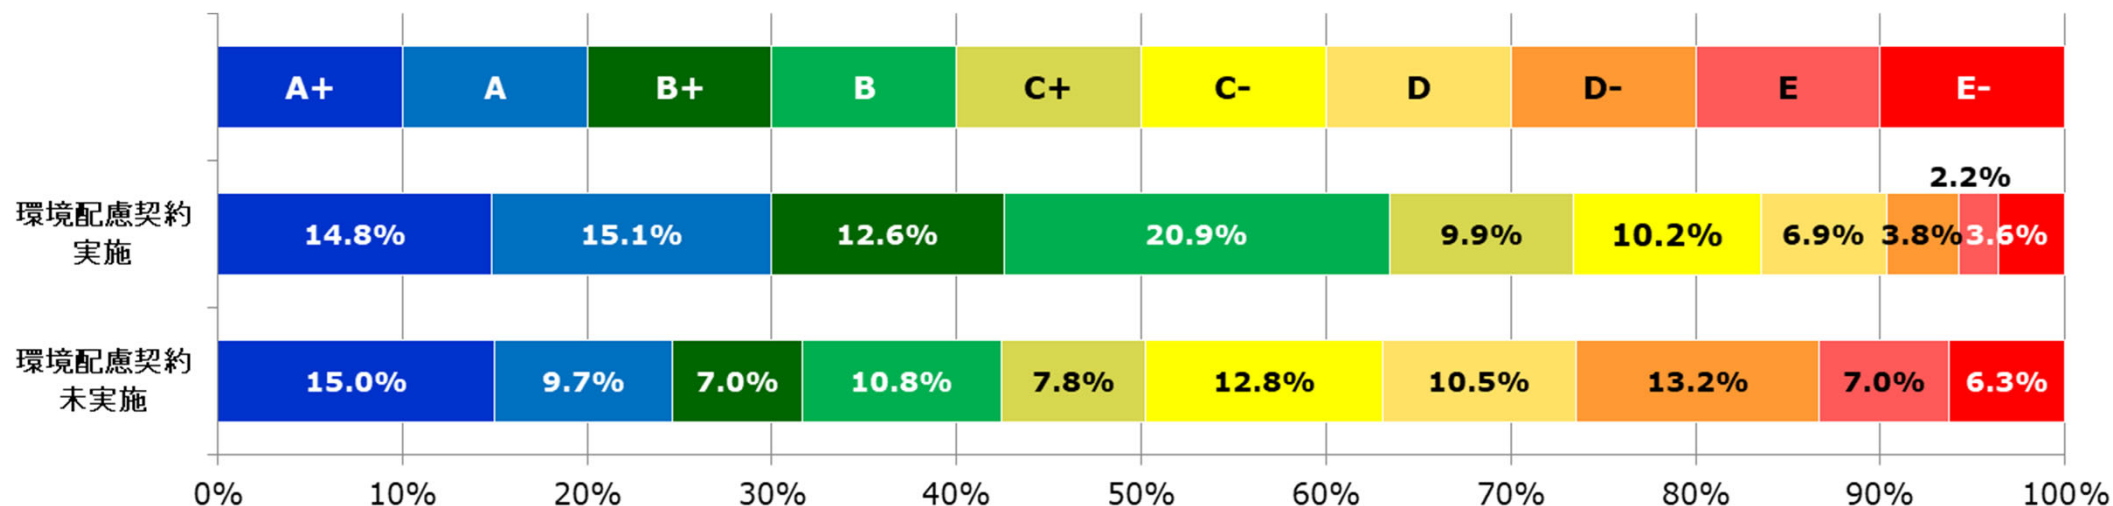 A+ A B+ B C+ C- D D- E E-
2.2%
環境配慮契約
実施
14.8% 15.1% 12.6% 20.9% 9.9% 10.2% 6.9% 3.8% 3.6%
環境配慮契約
未実施
15.0% 9.7% 7.0% 10.8% 7.8% 12.8% 10.5% 13.2% 7.0% 6.3%
0% 10% 20% 30% 40% 50% 60% 70% 80% 90% 100%